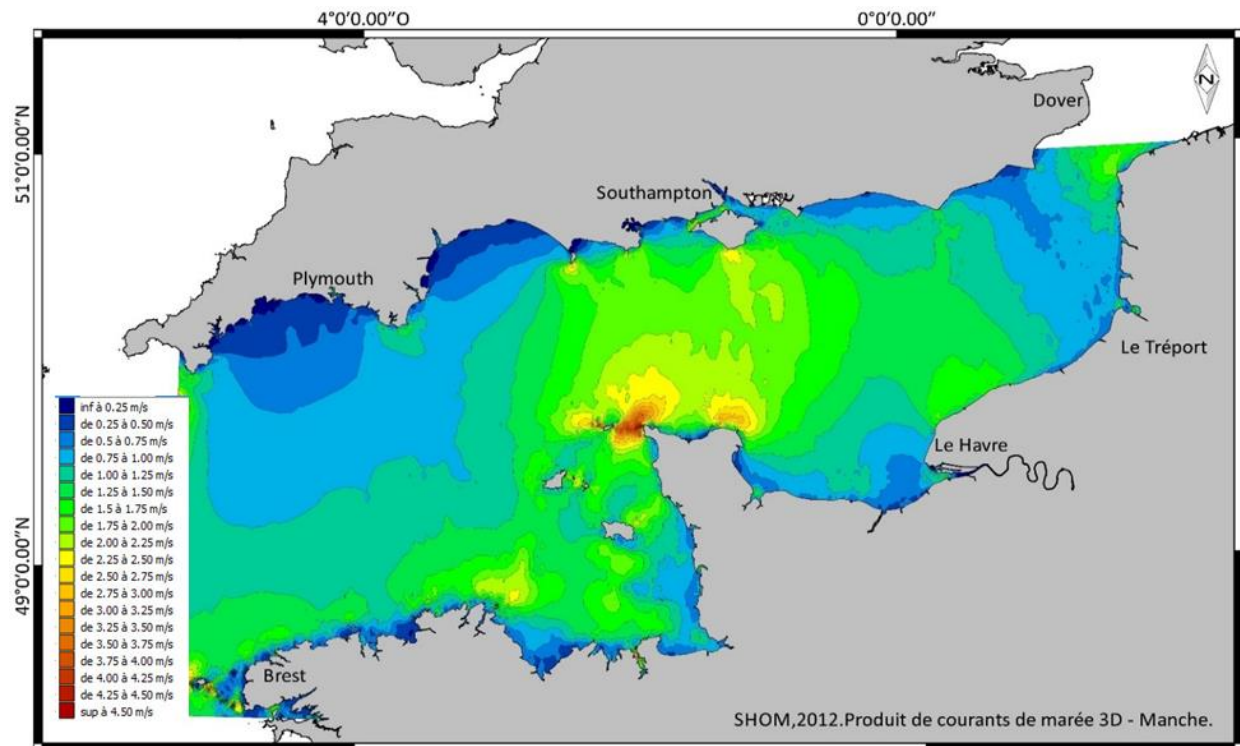 4°0'0.00"O
0°0'0.00"
51°0'0.00"N
49°0'0.00"N
N
Dover
Southampton
Plymouth
Le Tréport
Le Havre
Brest
inf à 0.25 m/s
de 0.25 à 0.50 m/s
de 0.5 à 0.75 m/s
de 0.75 à 1.00 m/s
de 1.00 à 1.25 m/s
de 1.25 à 1.50 m/s
de 1.5 à 1.75 m/s
de 1.75 à 2.00 m/s
de 2.00 à 2.25 m/s
de 2.25 à 2.50 m/s
de 2.50 à 2.75 m/s
de 2.75 à 3.00 m/s
de 3.00 à 3.25 m/s
de 3.25 à 3.50 m/s
de 3.50 à 3.75 m/s
de 3.75 à 4.00 m/s
de 4.00 à 4.25 m/s
de 4.25 à 4.50 m/s
sup à 4.50 m/s
SHOM,2012.Produit de courants de marée 3D - Manche.